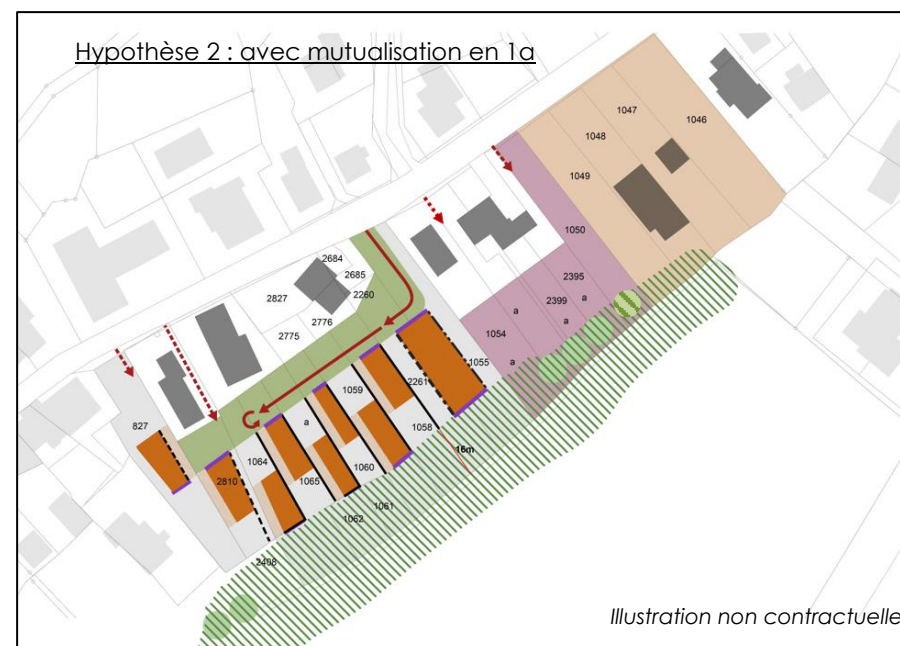 Hypothèse 2 : avec mutualisation en 1a
1047
1046
1048
1049
1050
2684
2685
2827
2260
2395
2776
2399
a
a
2775
1054
a
a
1055
a
2261
1059
827
a
1058
1064
16m
2810
1065
1060
1061
1062
2408
Illustration non contractuelle